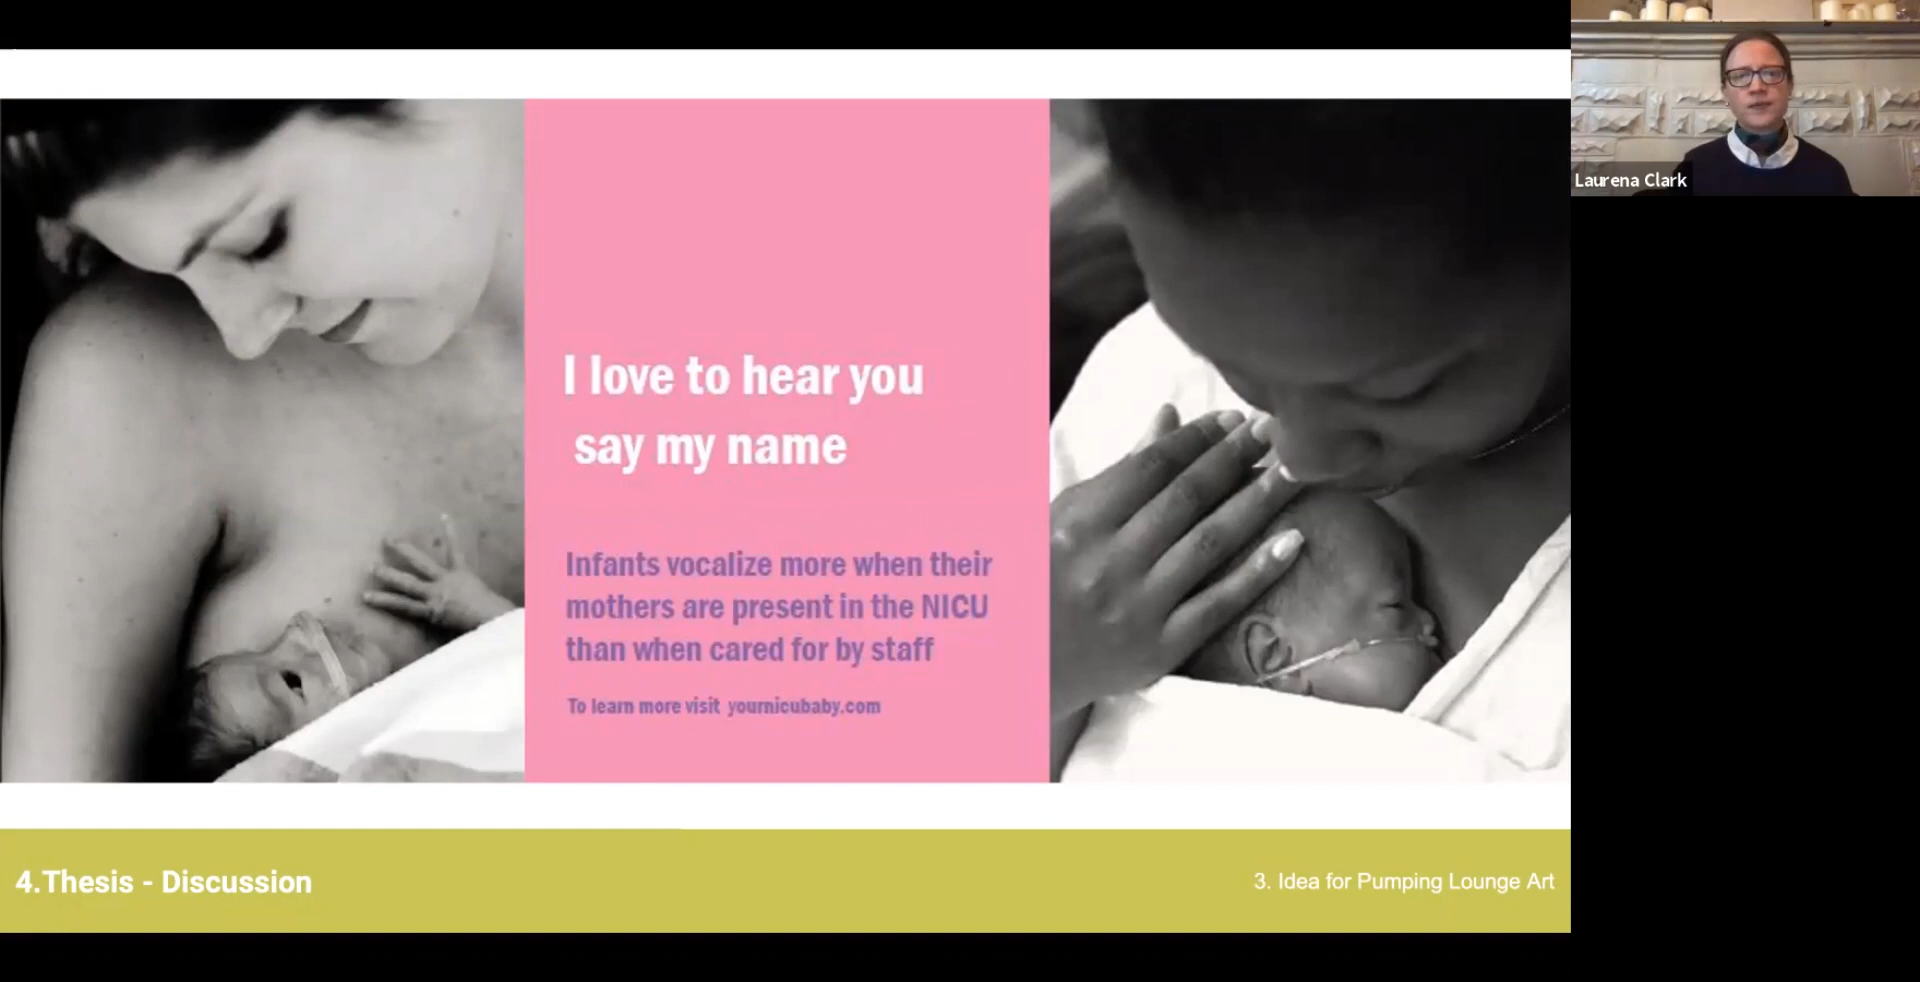 I love to hear you
say my name
Infants vocalize more when their
mothers are present in the NICU
than when cared for by staff
To learn more visit yournicubaby.com
4.Thesis - Discussion
3. Idea for Pumping Lounge Art
Laurena Clark